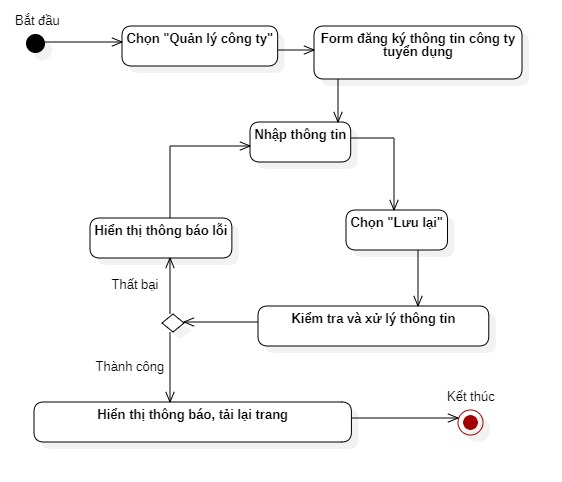 Bắt đầu
Chọn "Quản lý công ty"
Form đăng ký thông tin công ty
tuyển dụng
Nhập thông tin
Chọn "Lưu lại"
Hiển thị thông báo lỗi
Thất bại
Kiểm tra và xử lý thông tin
Thành công
Hiển thị thông báo, tải lại trang
Kết thúc